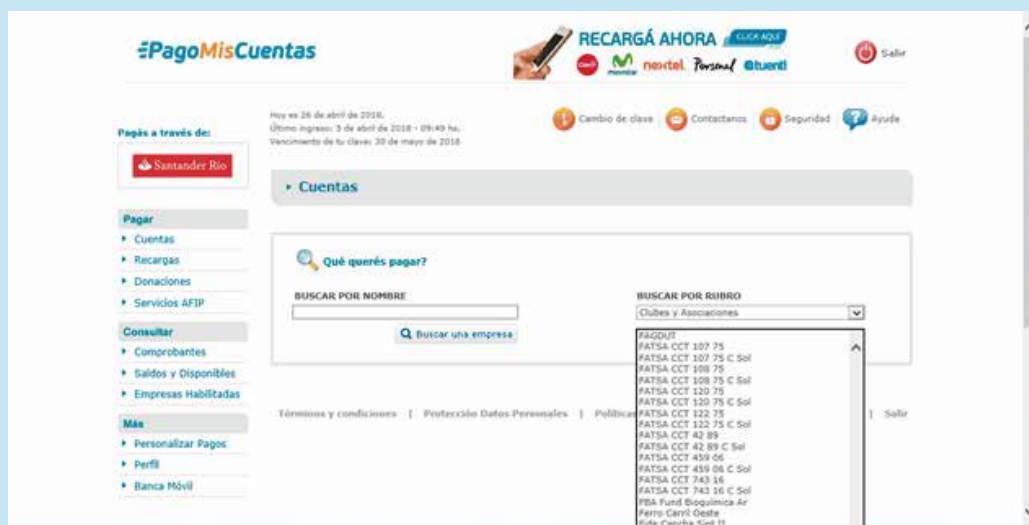 PagoMisCuentas
RECARGÁ AHORA CLICK AQUÍ
Claro movistar nextel Personal tuenti
Salir
Hoy es 26 de abril de 2018,
Último ingreso: 5 de abril de 2018 - 09:49 hs.
Vencimiento de tu clave: 20 de mayo de 2018
Cambio de clave
Contactanos
Seguridad
Ayuda
Pagás a través de:
Santander Río
Cuentas
Pagar
Cuentas
Recargas
Donaciones
Servicios AFIP
Consultar
Comprobantes
Saldos y Disponibles
Empresas Habilitadas
Más
Personalizar Pagos
Perfil
Banca Móvil
Qué querés pagar?
BUSCAR POR NOMBRE
Buscar una empresa
BUSCAR POR RUBRO
Clubes y Asociaciones
FAGDUT
FATSA CCT 107 75
FATSA CCT 107 75 C Sol
FATSA CCT 108 75
FATSA CCT 108 75 C Sol
FATSA CCT 120 75
FATSA CCT 120 75 C Sol
FATSA CCT 122 75
FATSA CCT 122 75 C Sol
FATSA CCT 42 89
FATSA CCT 42 89 C Sol
FATSA CCT 459 06
FATSA CCT 459 06 C Sol
FATSA CCT 743 16
FATSA CCT 743 16 C Sol
FBA Fund Bioquímica Ar
Ferro Carril Oeste
Términos y condiciones | Protección Datos Personales | Políticas
| Salir